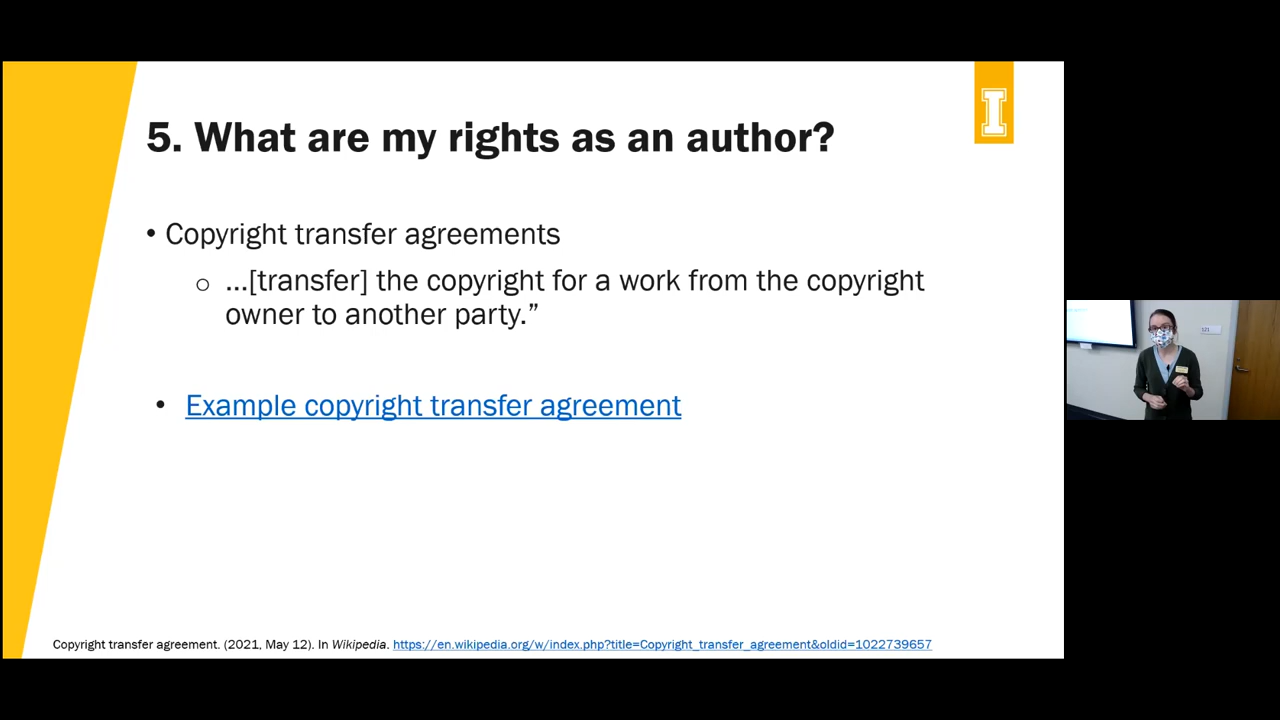 I
5. What are my rights as an author?
• Copyright transfer agreements
o ...[transfer] the copyright for a work from the copyright
owner to another party.”
• Example copyright transfer agreement
121
Copyright transfer agreement. (2021, May 12). In Wikipedia. https://en.wikipedia.org/w/index.php?title=Copyright_transfer_agreement&oldid=1022739657